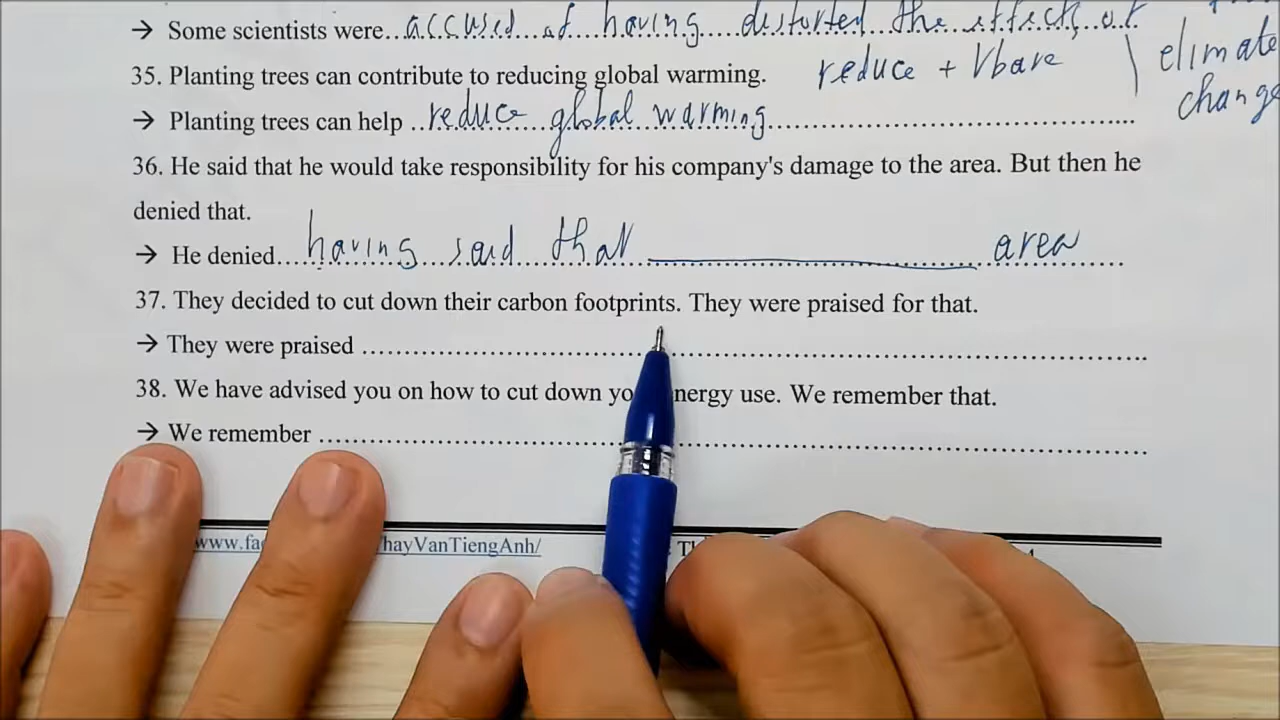 → Some scientists were...accused of having distorted the effects of
climate
change
35. Planting trees can contribute to reducing global warming. reduce + Vbare
→ Planting trees can help ..reduce global warming.......
36. He said that he would take responsibility for his company's damage to the area. But then he
denied that.
→ He denied....having said that ........ area
37. They decided to cut down their carbon footprints. They were praised for that.
→ They were praised ........
38. We have advised you on how to cut down energy use. We remember that.
→ We remember ........
www.fa hayVanTiengAnh/